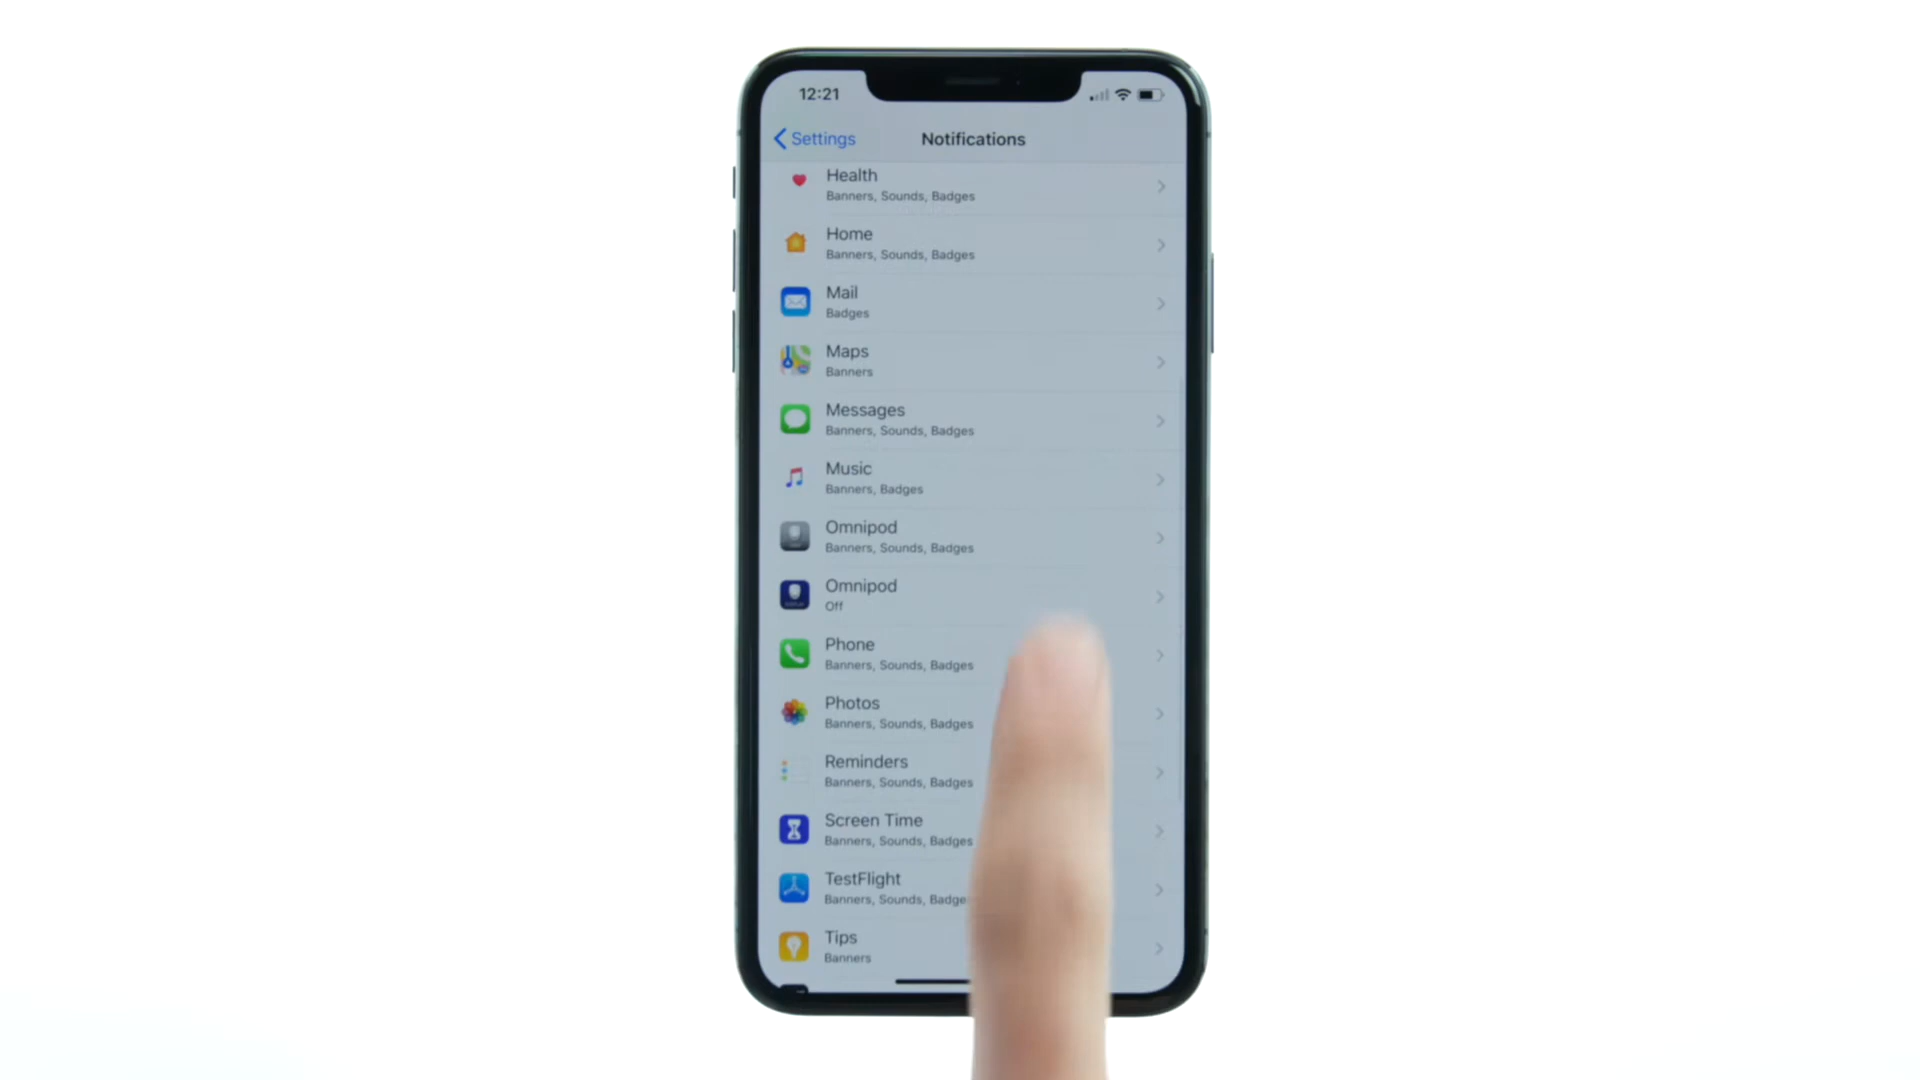 12:21
Settings
Notifications
Health
Banners, Sounds, Badges
Home
Banners, Sounds, Badges
Mail
Badges
Maps
Banners
Messages
Banners, Sounds, Badges
Music
Banners, Badges
Omnipod
Banners, Sounds, Badges
Omnipod
Off
Phone
Banners, Sounds, Badges
Photos
Banners, Sounds, Badges
Reminders
Banners, Sounds, Badges
Screen Time
Banners, Sounds, Badges
TestFlight
Banners, Sounds, Badge
Tips
Banners